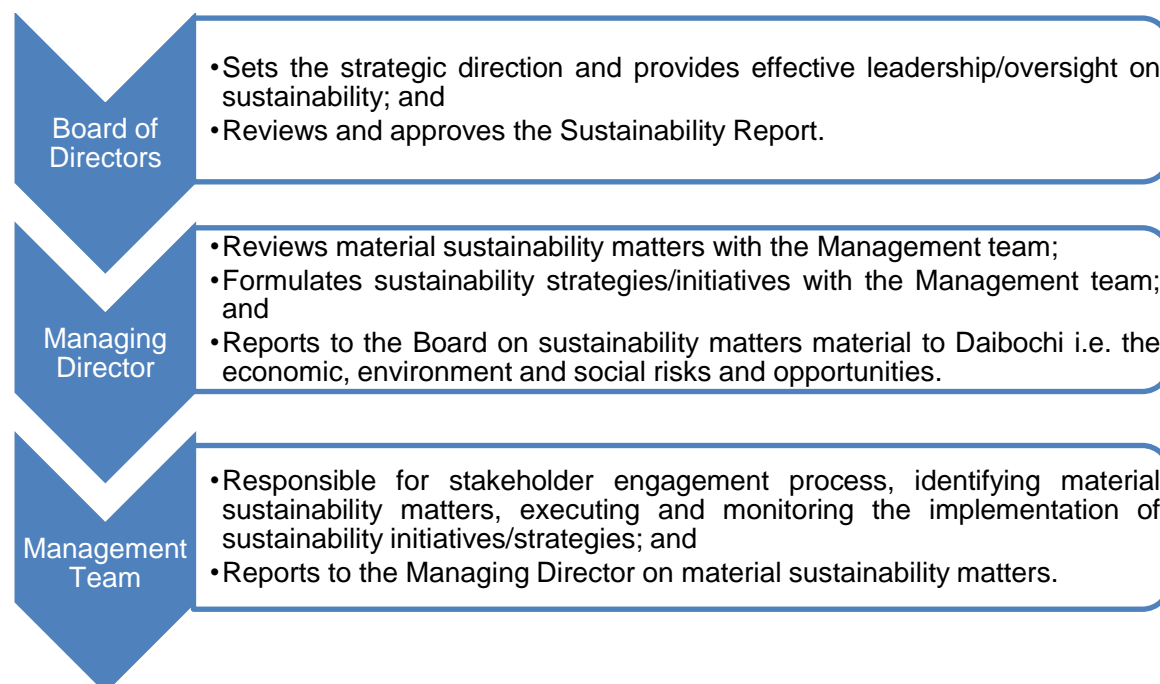 Board of
Directors
•Sets the strategic direction and provides effective leadership/oversight on
sustainability; and
•Reviews and approves the Sustainability Report.
Managing
Director
•Reviews material sustainability matters with the Management team;
•Formulates sustainability strategies/initiatives with the Management team;
and
•Reports to the Board on sustainability matters material to Daibochi i.e. the
economic, environment and social risks and opportunities.
Management
Team
•Responsible for stakeholder engagement process, identifying material
sustainability matters, executing and monitoring the implementation of
sustainability initiatives/strategies; and
•Reports to the Managing Director on material sustainability matters.